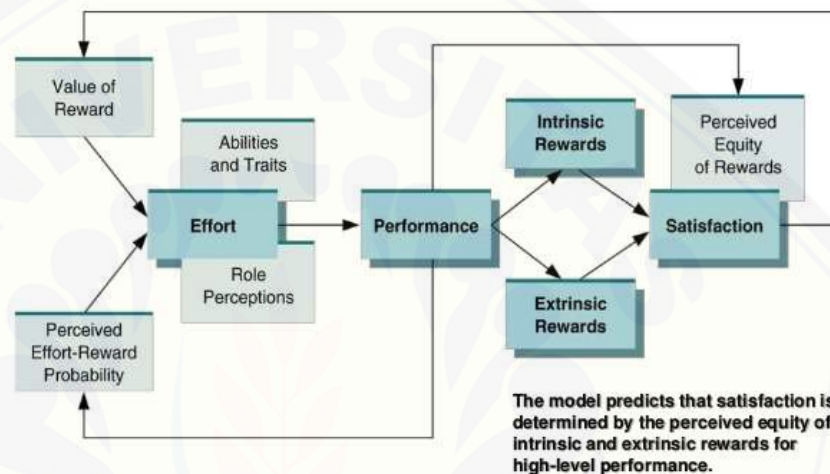 Value of
Reward
Abilities
and Traits
Intrinsic
Rewards
Perceived
Equity
of Rewards
Effort
Performance
Satisfaction
Role
Perceptions
Extrinsic
Rewards
Perceived
Effort-Reward
Probability
The model predicts that satisfaction is
determined by the perceived equity of
intrinsic and extrinsic rewards for
high-level performance.